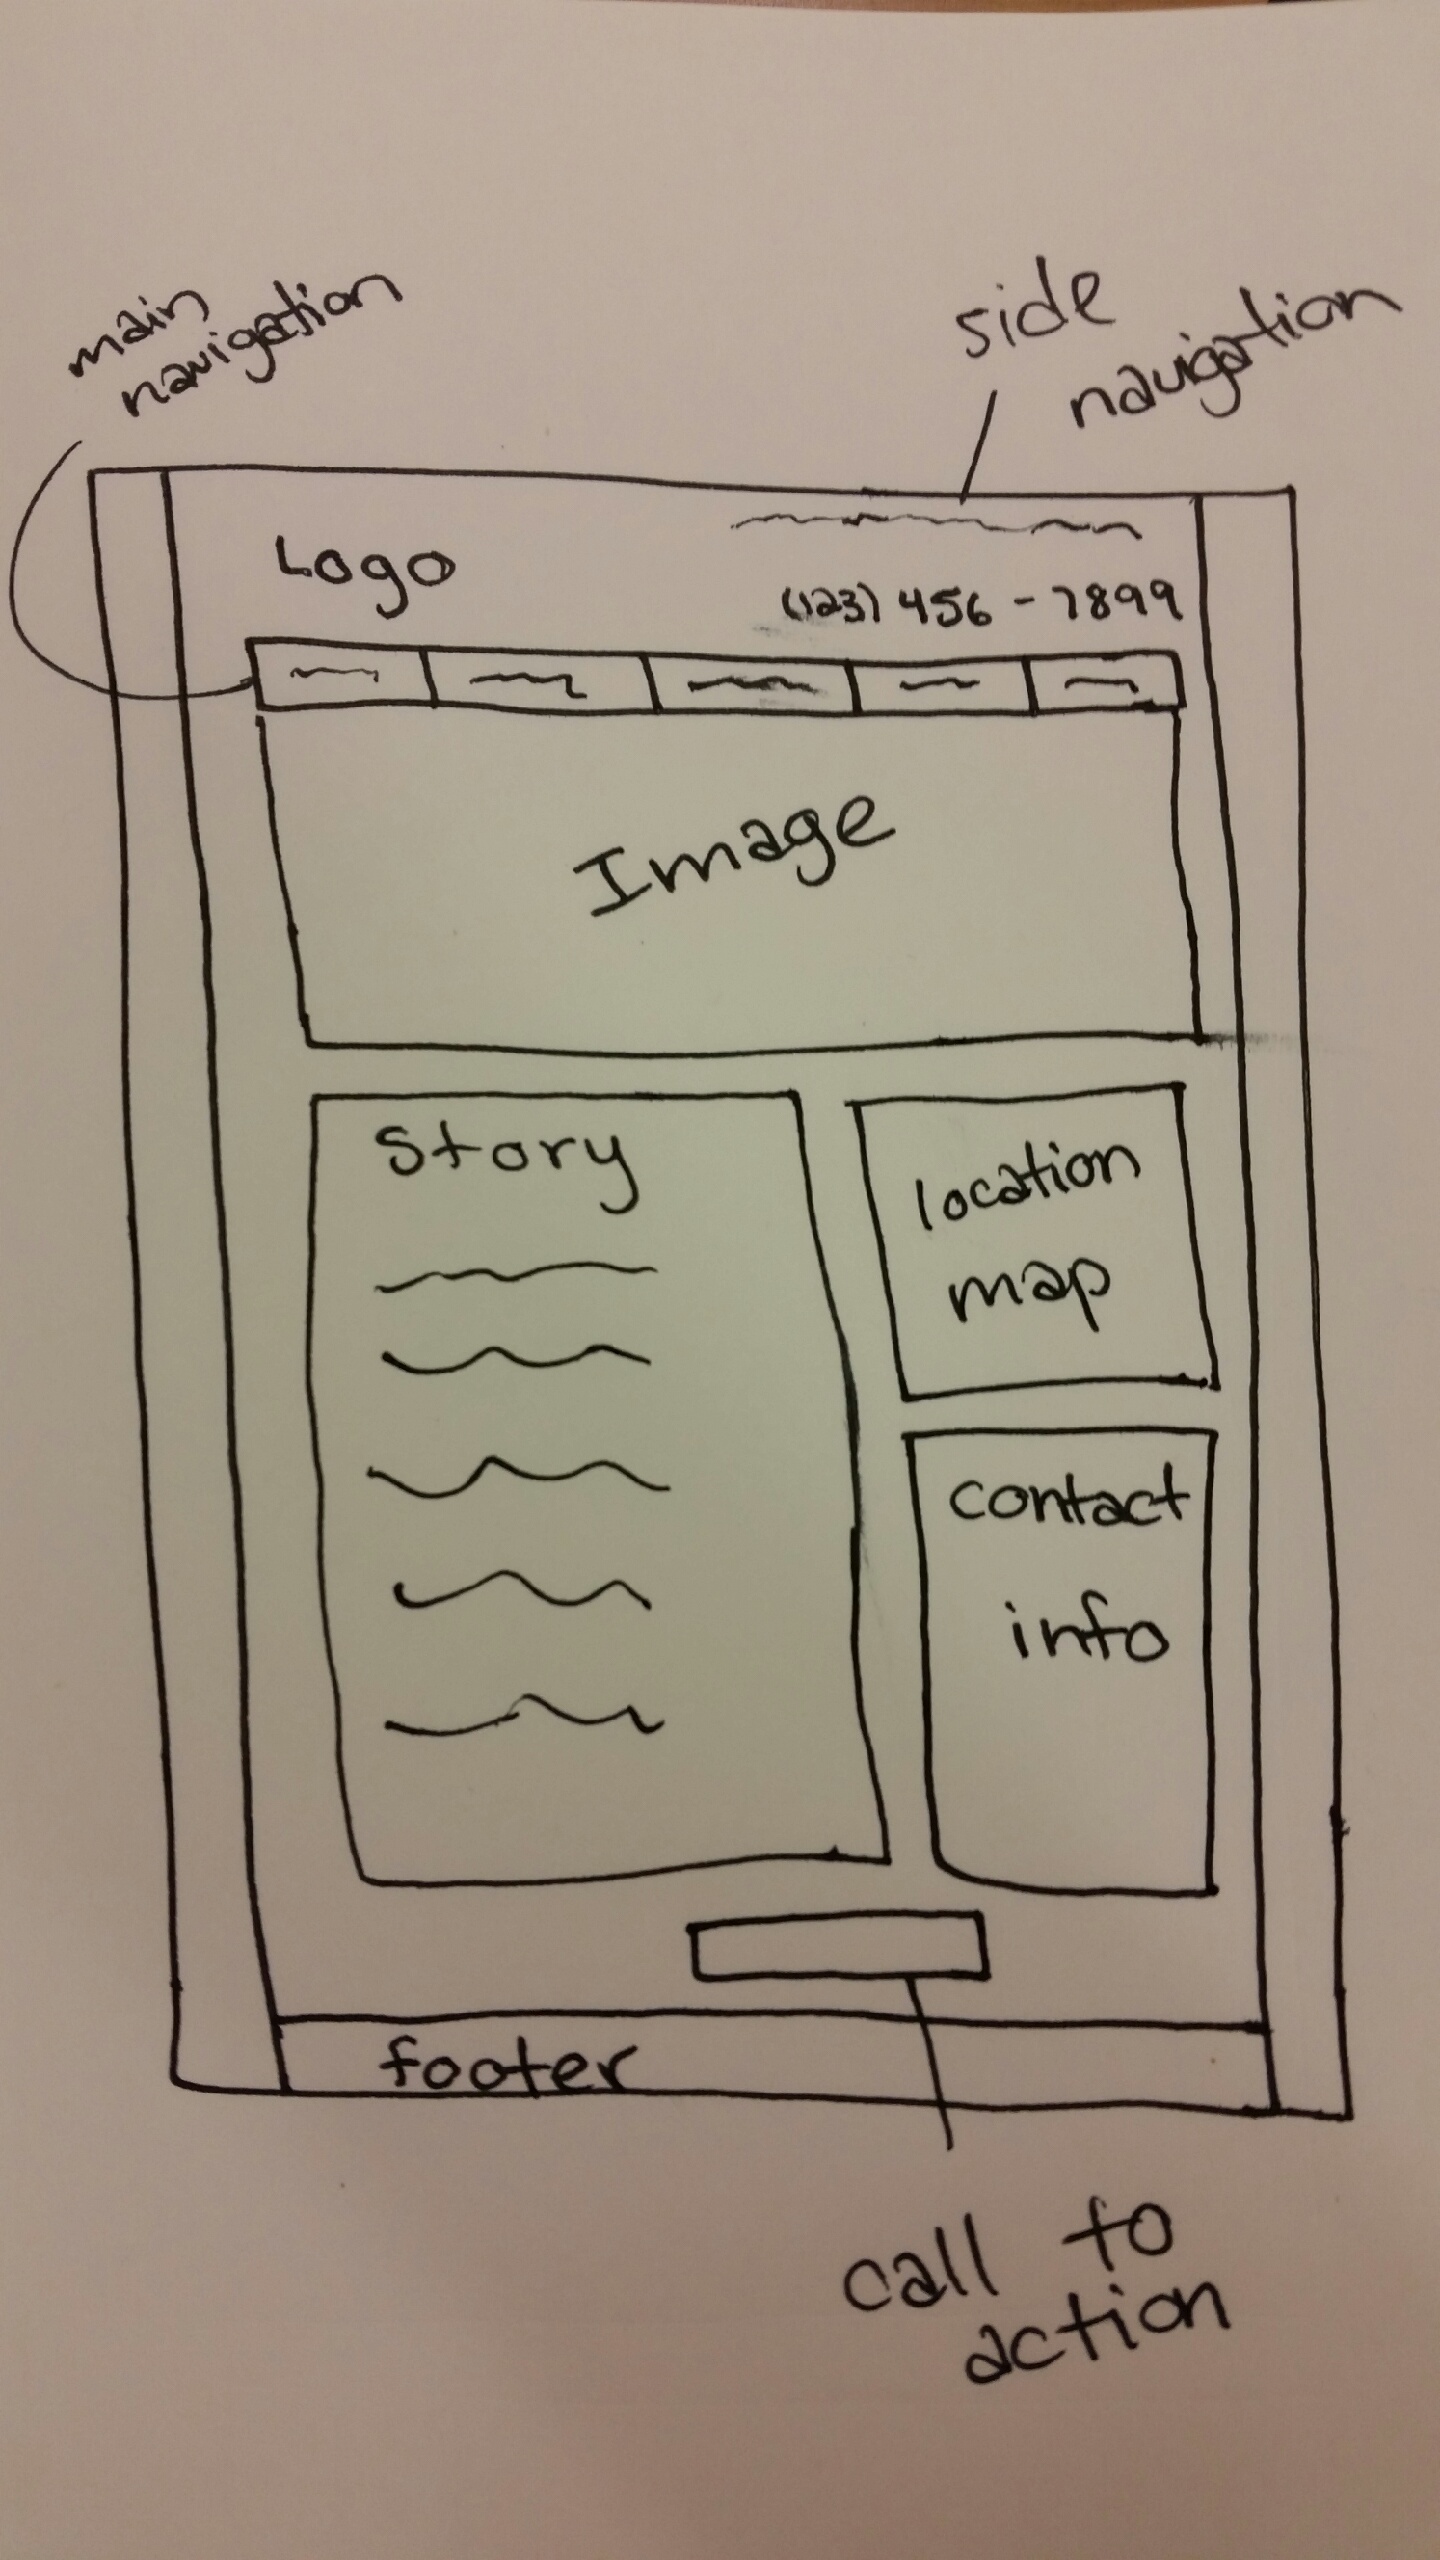 main
navigation
side
navigation
Logo
(123) 456-7899
Image
Story
location
map
contact
info
footer
call to
action